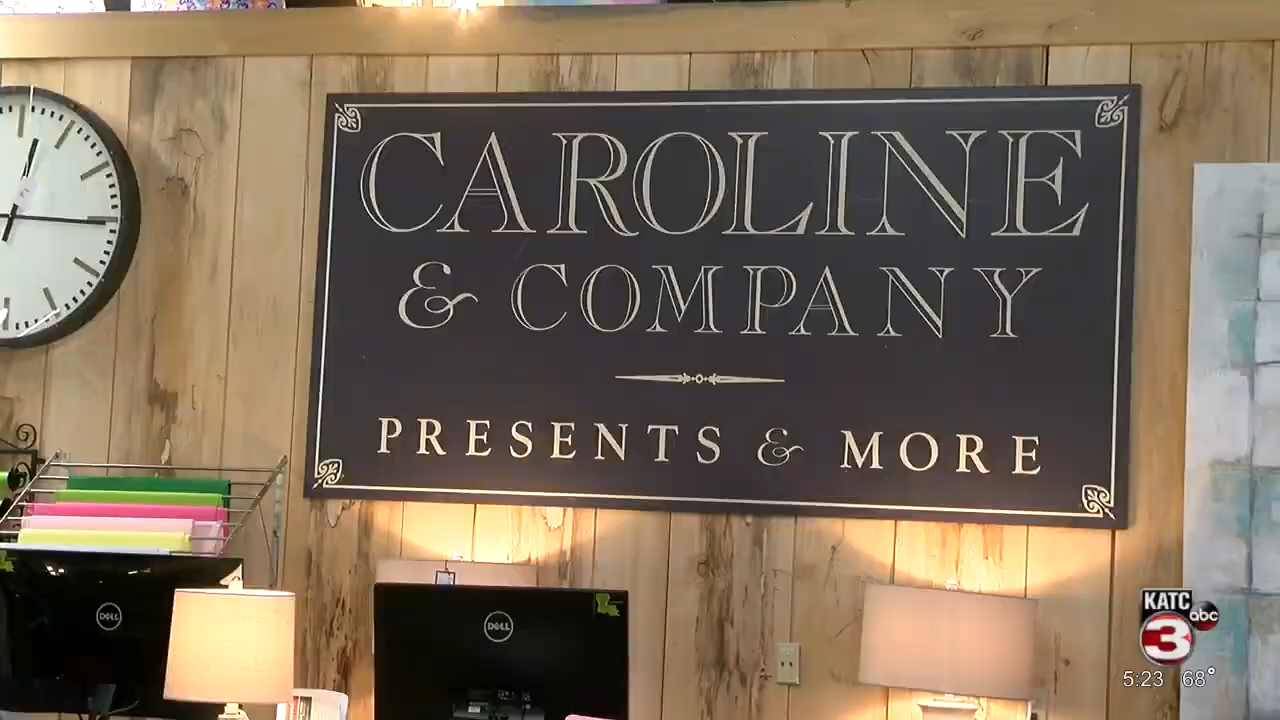 CAROLINE
& COMPANY
PRESENTS & MORE
DELL
DELL
KATC
abc
3
5:23 68°